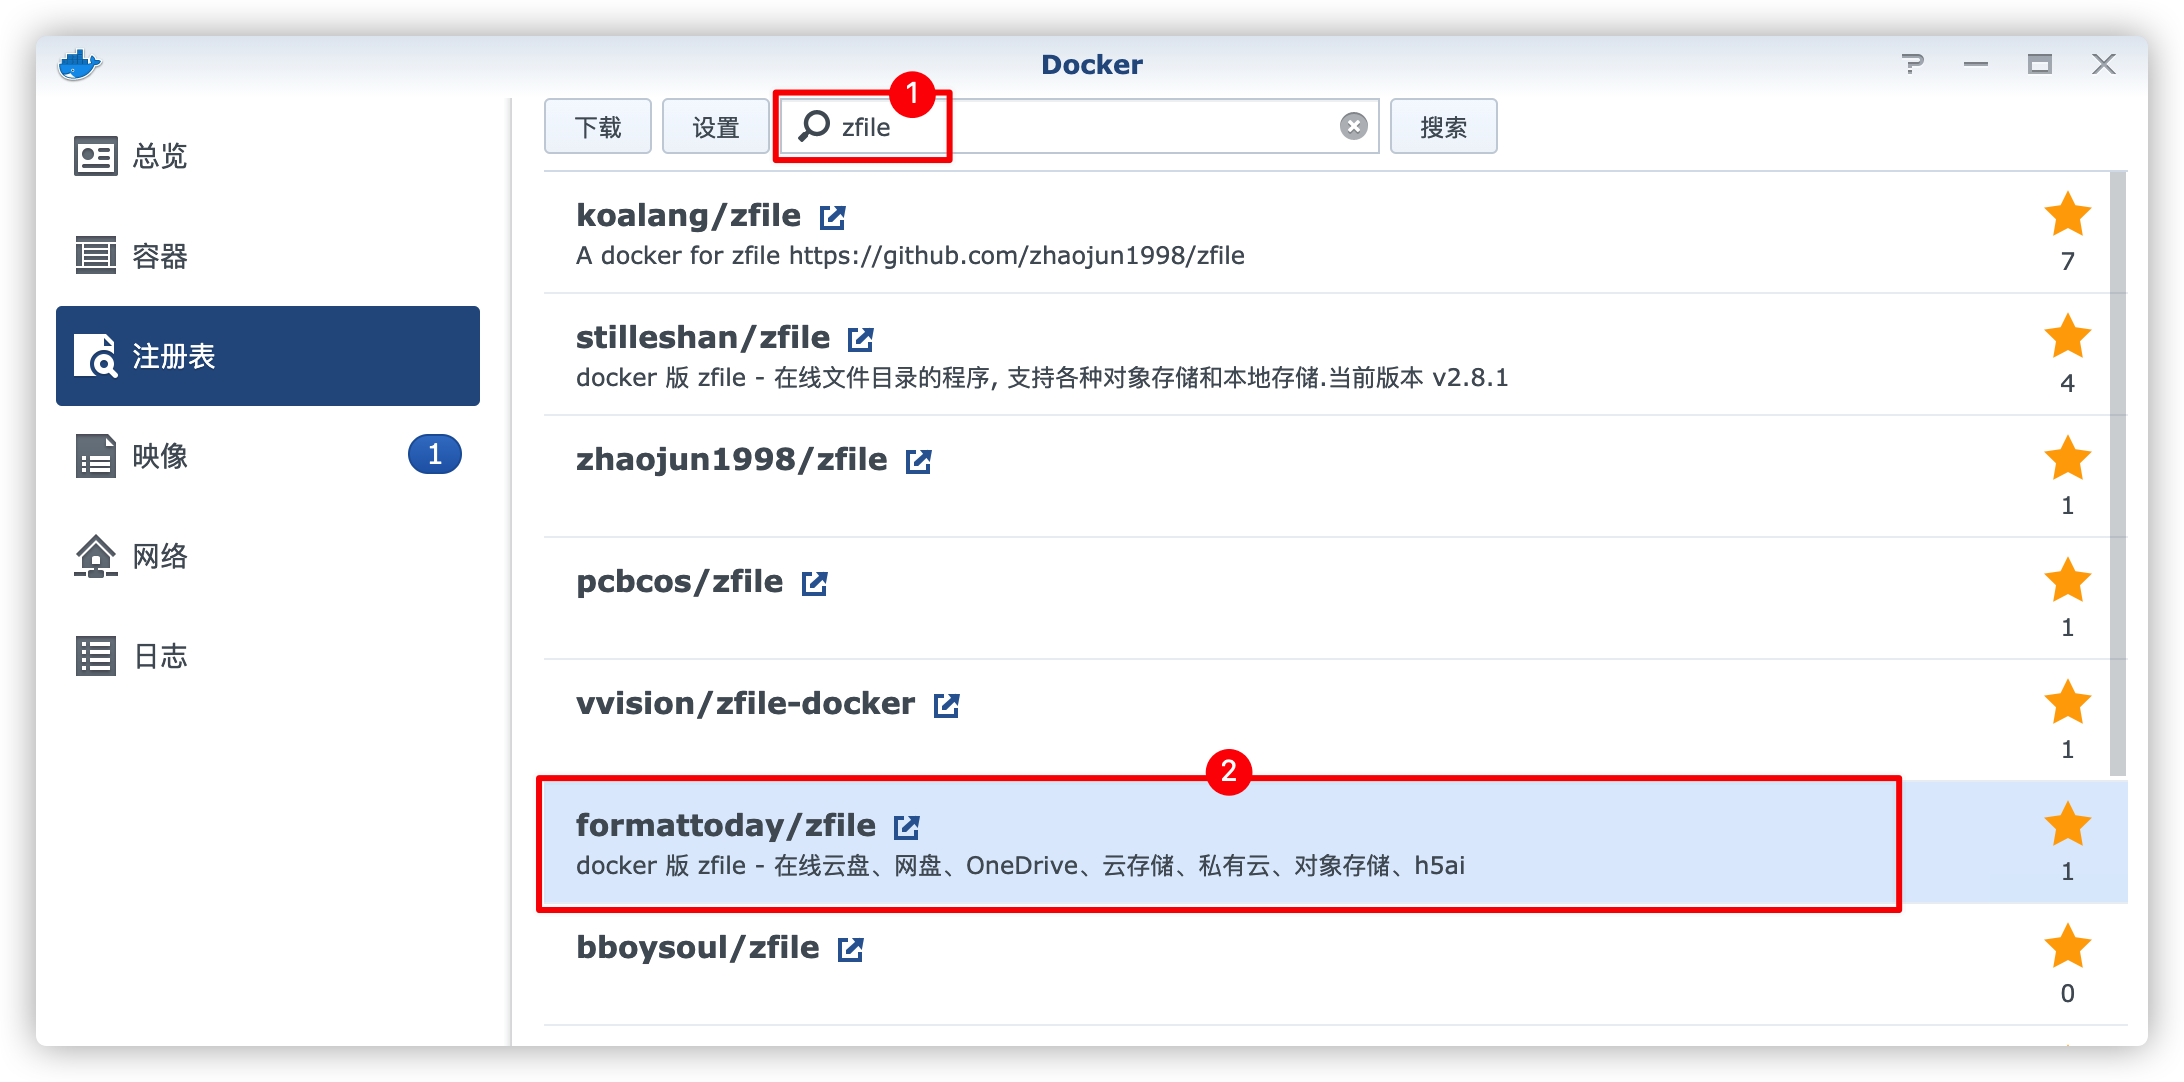 Docker
总览
容器
注册表
映像
1
网络
日志
下载
设置
1
zfile
搜索
koalang/zfile
A docker for zfile https://github.com/zhaojun1998/zfile
7
stilleshan/zfile
docker 版 zfile - 在线文件目录的程序, 支持各种对象存储和本地存储.当前版本 v2.8.1
4
zhaojun1998/zfile
1
pcbcos/zfile
1
vvision/zfile-docker
1
2
formattoday/zfile
docker 版 zfile - 在线云盘、网盘、OneDrive、云存储、私有云、对象存储、h5ai
1
bboysoul/zfile
0